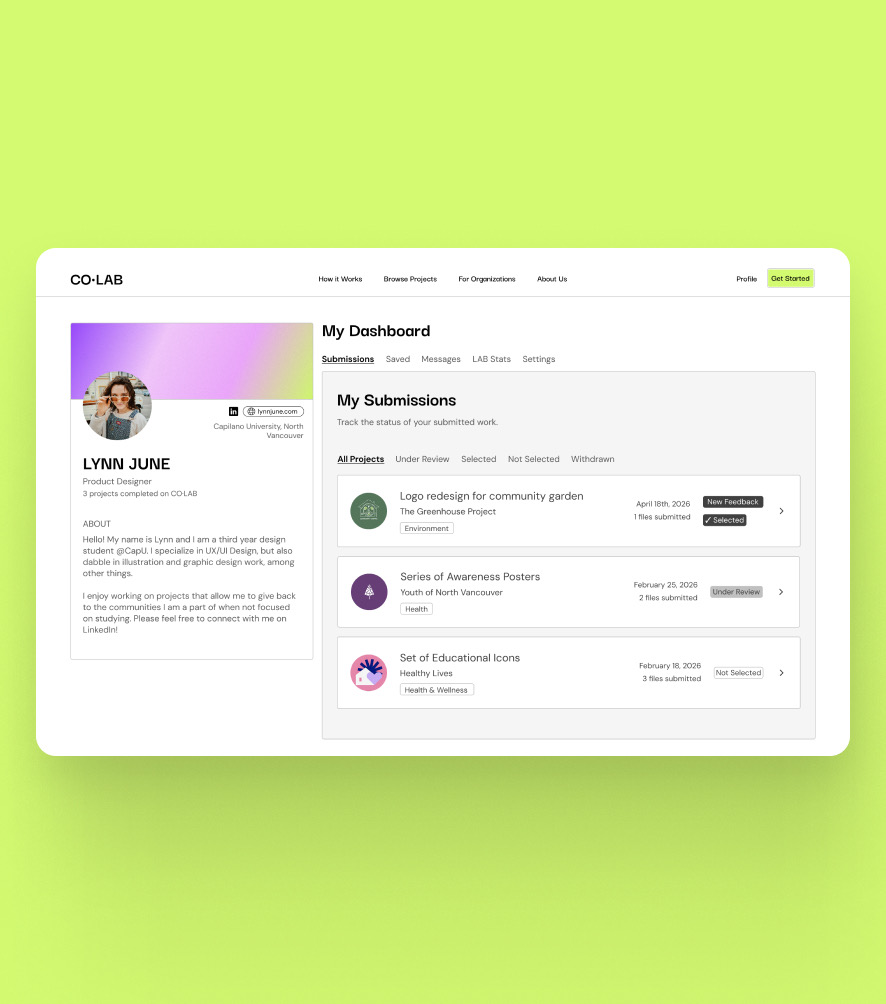 CO·LAB
How it Works
Browse Projects
For Organizations
About Us
Profile
Get Started
in
lynnjune.com
Capilano University, North
Vancouver
LYNN JUNE
Product Designer
3 projects completed on CO·LAB
ABOUT
Hello! My name is Lynn and I am a third year design
student @CapU. I specialize in UX/UI Design, but also
dabble in illustration and graphic design work, among
other things.
I enjoy working on projects that allow me to give back
to the communities I am a part of when not focused
on studying. Please feel free to connect with me on
LinkedIn!
My Dashboard
Submissions
Saved
Messages
LAB Stats
Settings
My Submissions
Track the status of your submitted work.
All Projects
Under Review
Selected
Not Selected
Withdrawn
Logo redesign for community garden
The Greenhouse Project
Environment
April 18th, 2026
1 files submitted
New Feedback
✓ Selected
Series of Awareness Posters
Youth of North Vancouver
Health
February 25, 2026
2 files submitted
Under Review
Set of Educational Icons
Healthy Lives
Health & Wellness
February 18, 2026
3 files submitted
Not Selected